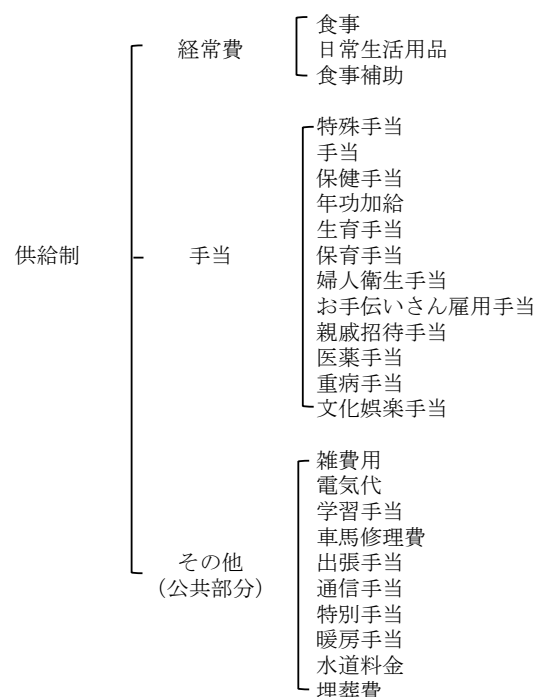 経常費
食事
日常生活用品
食事補助
供給制
手当
特殊手当
手当
保健手当
年功加給
生育手当
保育手当
婦人衛生手当
お手伝いさん雇用手当
親戚招待手当
医薬手当
重病手当
文化娯楽手当
その他
(公共部分)
雑費用
電気代
学習手当
車馬修理費
出張手当
通信手当
特別手当
暖房手当
水道料金
埋葬費